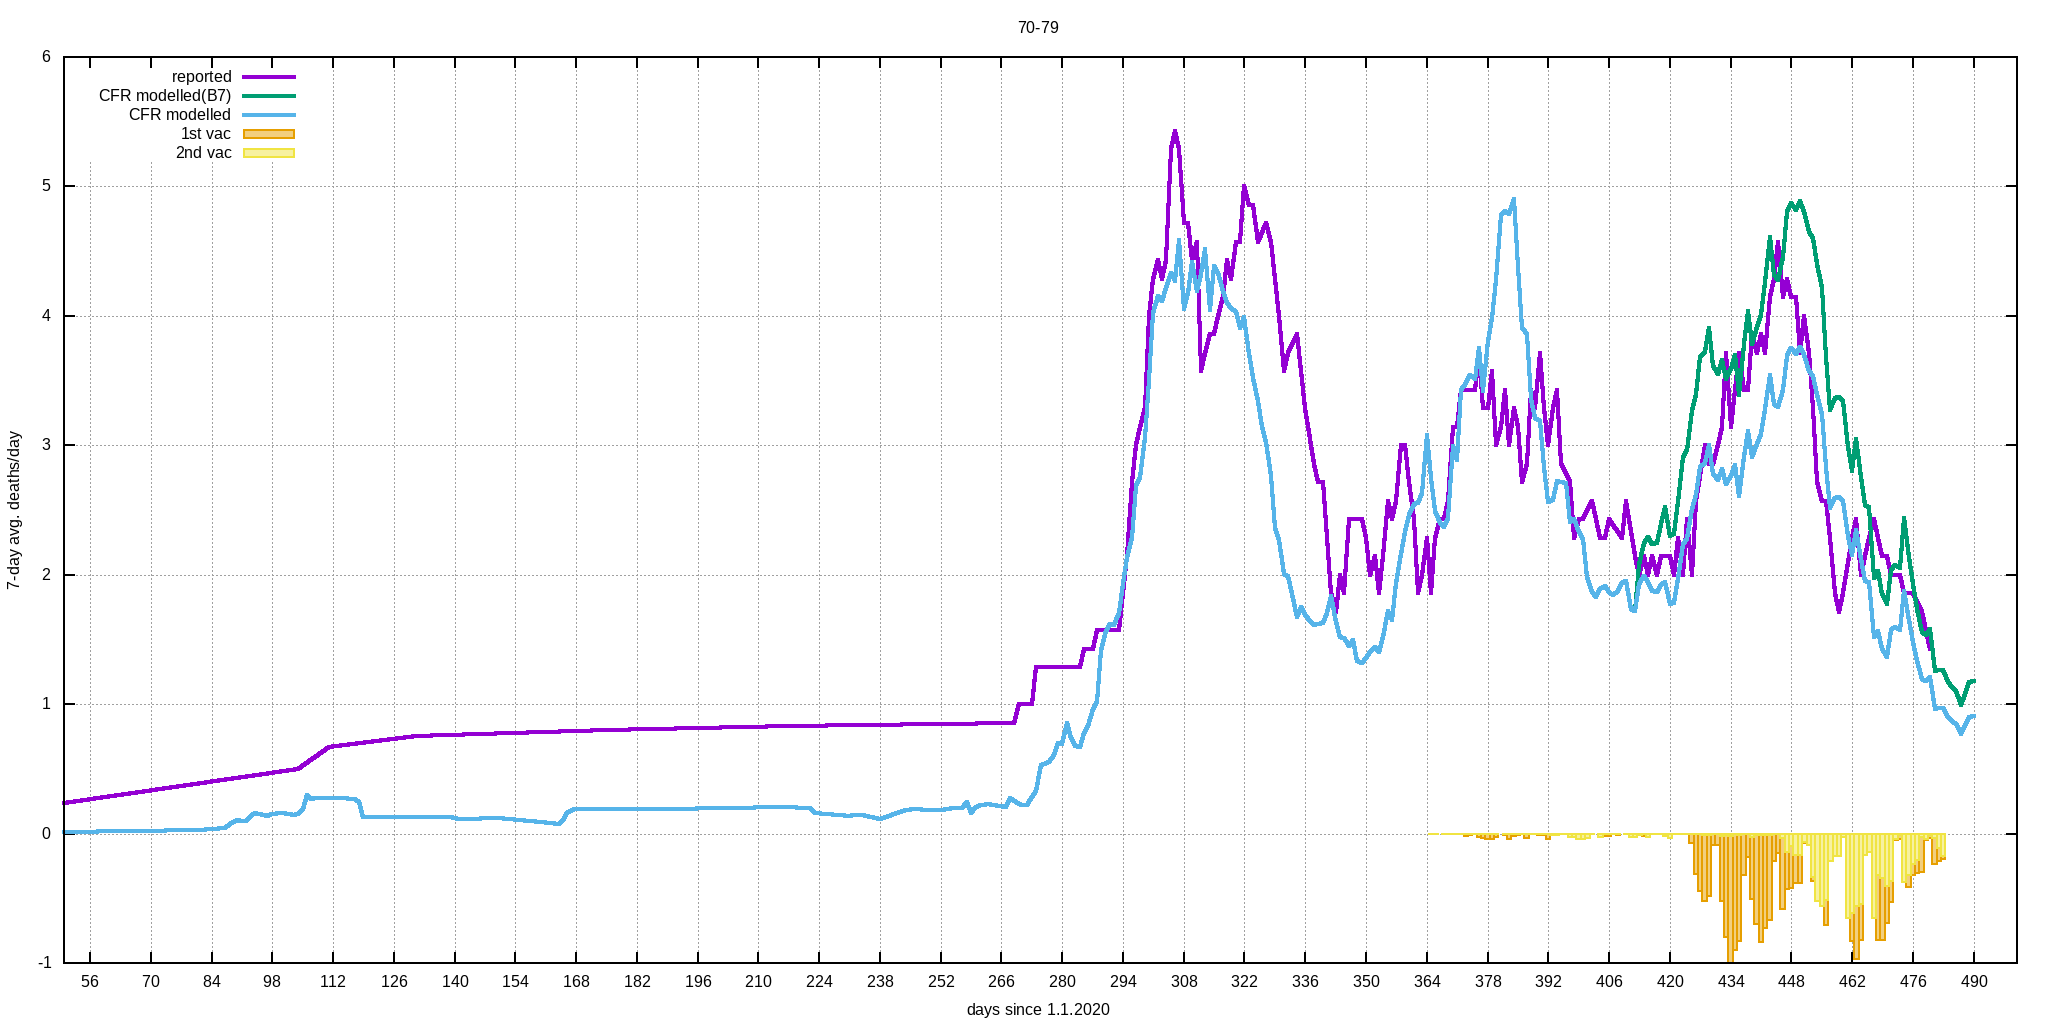 70-79
reported
CFR modelled(B7)
CFR modelled
1st vac
2nd vac
6
5
4
3
2
1
0
-1
7-day avg. deaths/day
56 70 84 98 112 126 140 154 168 182 196 210 224 238 252 266 280 294 308 322 336 350 364 378 392 406 420 434 448 462 476 490
days since 1.1.2020